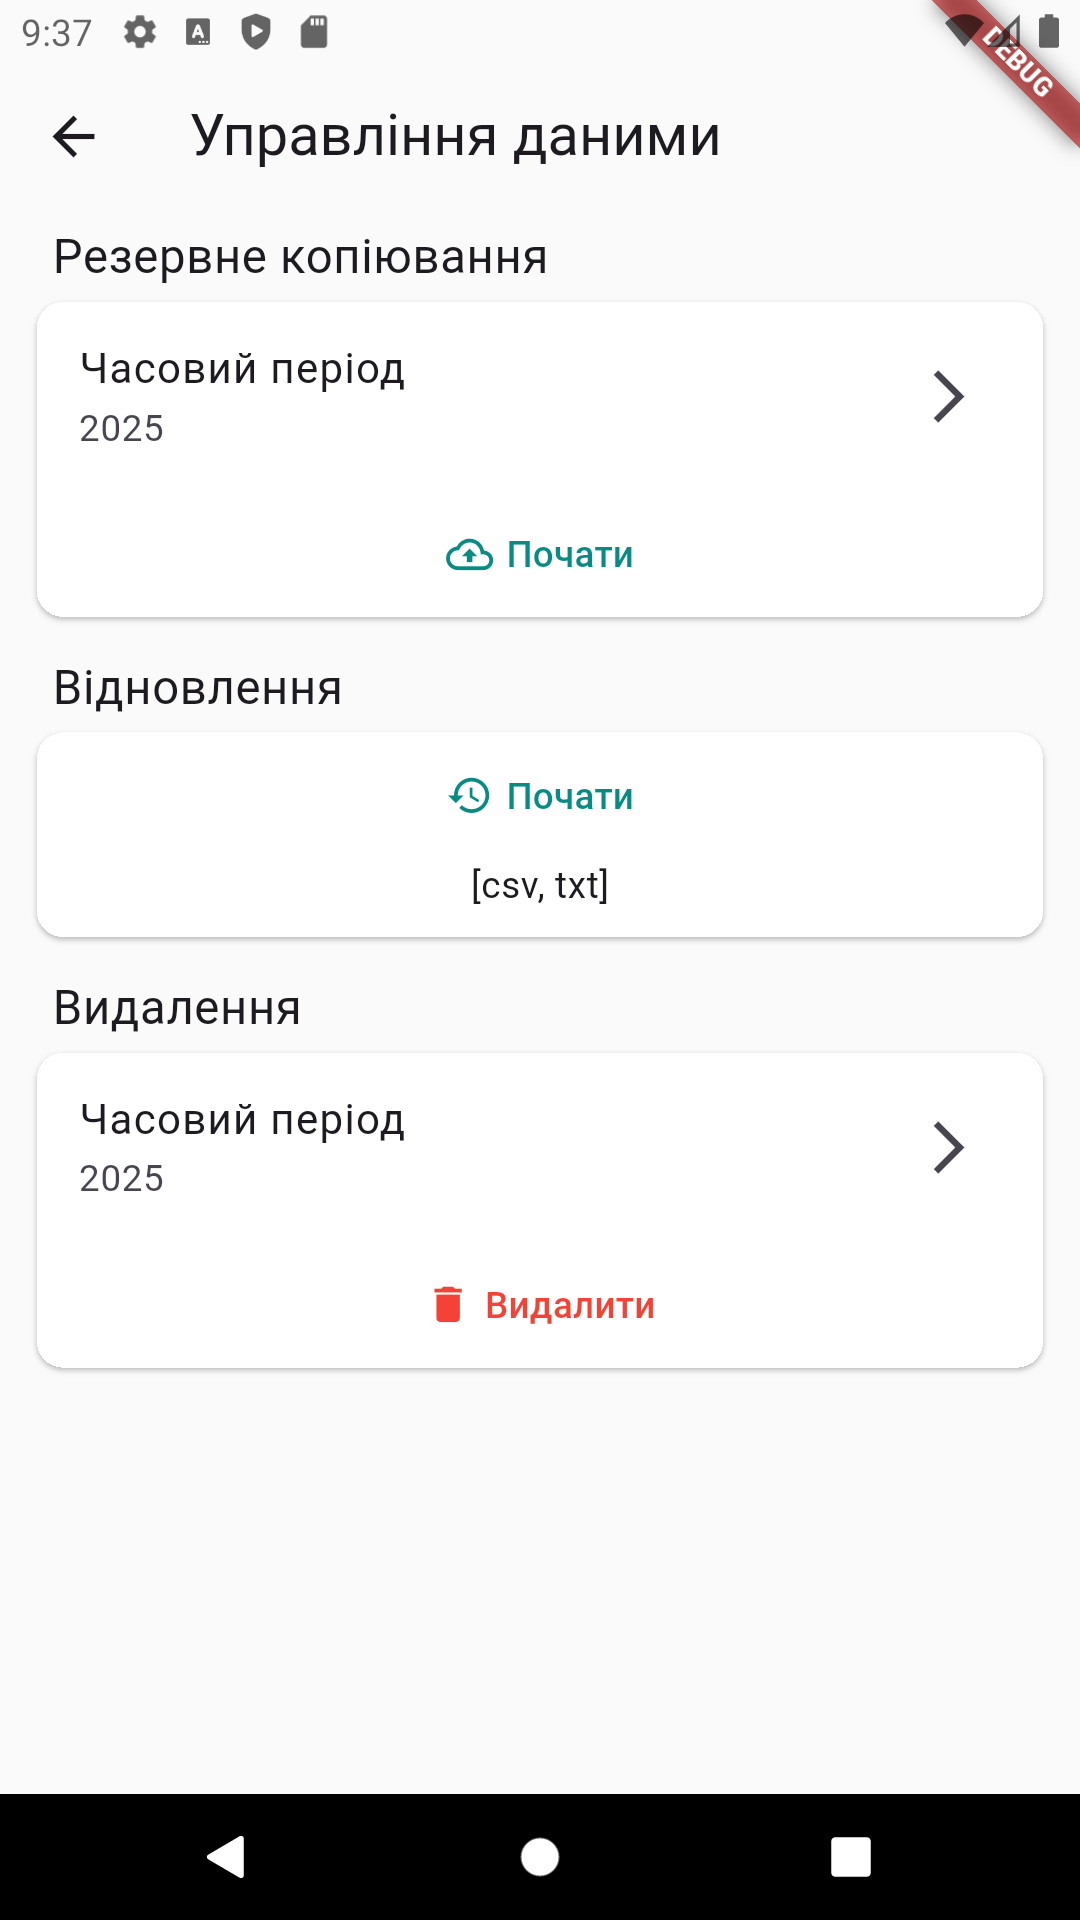 9:37
DEBUG
Управління даними
Резервне копіювання
Часовий період
2025
Почати
Відновлення
Почати
[csv, txt]
Видалення
Часовий період
2025
Видалити